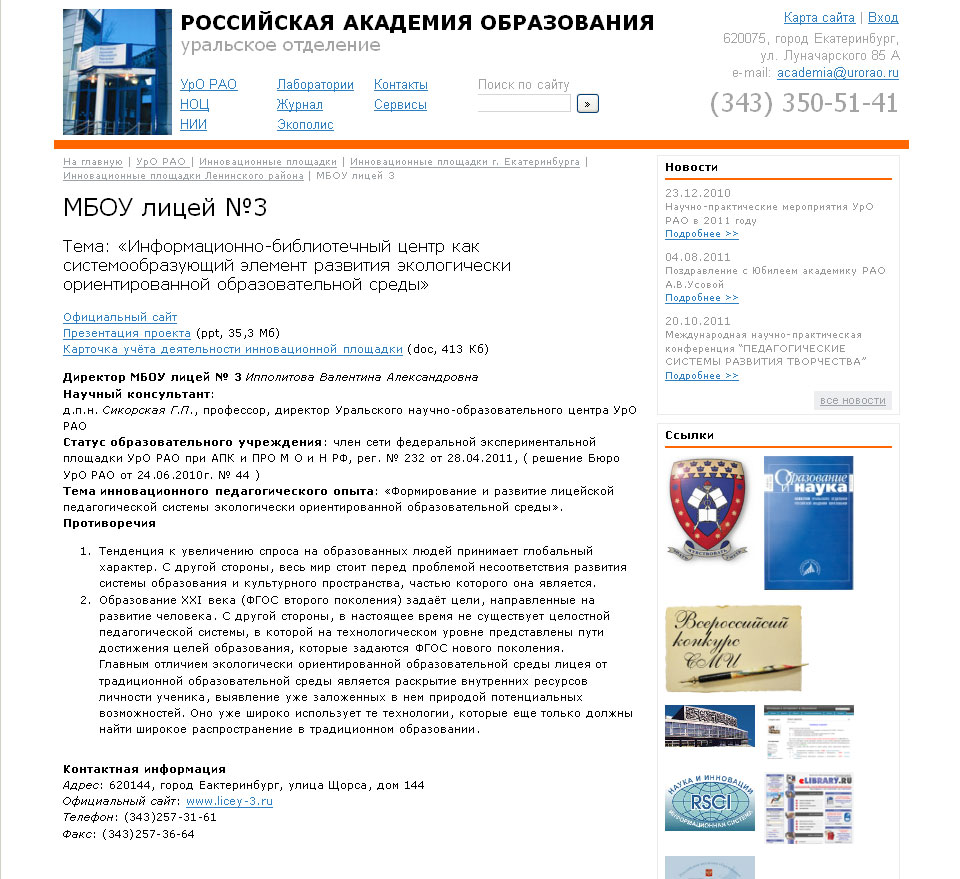 РОССИЙСКАЯ АКАДЕМИЯ ОБРАЗОВАНИЯ
уральское отделение
УрО РАО
Лаборатории
Контакты
НОЦ
Журнал
Сервисы
НИИ
Экополис
Поиск по сайту
»
Карта сайта | Вход
620075, город Екатеринбург,
ул. Луначарского 85 А
e-mail: academia@urorao.ru
(343) 350-51-41
На главную | УрО РАО | Инновационные площадки | Инновационные площадки г. Екатеринбурга |
Инновационные площадки Ленинского района | МБОУ лицей 3
МБОУ лицей №3
Тема: «Информационно-библиотечный центр как
системообразующий элемент развития экологически
ориентированной образовательной среды»
Официальный сайт
Презентация проекта (ppt, 35,3 Мб)
Карточка учёта деятельности инновационной площадки (doc, 413 Кб)
Директор МБОУ лицей № 3 Ипполитова Валентина Александровна
Научный консультант:
д.п.н. Сикорская Г.П., профессор, директор Уральского научно-образовательного центра УрО
РАО
Статус образовательного учреждения: член сети федеральной экспериментальной
площадки УрО РАО при АПК и ПРО М О и Н РФ, рег. № 232 от 28.04.2011, ( решение Бюро
УрО РАО от 24.06.2010г. № 44 )
Тема инновационного педагогического опыта: «Формирование и развитие лицейской
педагогической системы экологически ориентированной образовательной среды».
Противоречия
1. Тенденция к увеличению спроса на образованных людей принимает глобальный
характер. С другой стороны, весь мир стоит перед проблемой несоответствия развития
системы образования и культурного пространства, частью которого она является.
2. Образование XXI века (ФГОС второго поколения) задаёт цели, направленные на
развитие человека. С другой стороны, в настоящее время не существует целостной
педагогической системы, в которой на технологическом уровне представлены пути
достижения целей образования, которые задаются ФГОС нового поколения.
Главным отличием экологически ориентированной образовательной среды лицея от
традиционной образовательной среды является раскрытие внутренних ресурсов
личности ученика, выявление уже заложенных в нем природой потенциальных
возможностей. Оно уже широко использует те технологии, которые еще только должны
найти широкое распространение в традиционном образовании.
Контактная информация
Адрес: 620144, город Еактеринбург, улица Щорса, дом 144
Официальный сайт: www.licey-3.ru
Телефон: (343)257-31-61
Факс: (343)257-36-64
Новости
23.12.2010
Научно-практические мероприятия УрО
РАО в 2011 году
Подробнее >>
04.08.2011
Поздравление с Юбилеем академику РАО
А.В.Усовой
Подробнее >>
20.10.2011
Международная научно-практическая
конференция "ПЕДАГОГИЧЕСКИЕ
СИСТЕМЫ РАЗВИТИЯ ТВОРЧЕСТВА"
Подробнее >>
все новости
Ссылки
Образование
и наука
Всероссийсий
конкурс
СМИ
НАУКА И ИННОВАЦИИ
RSCI
ИНФОРМАЦИОННАЯ СИСТЕМА
eLIBRARY.RU